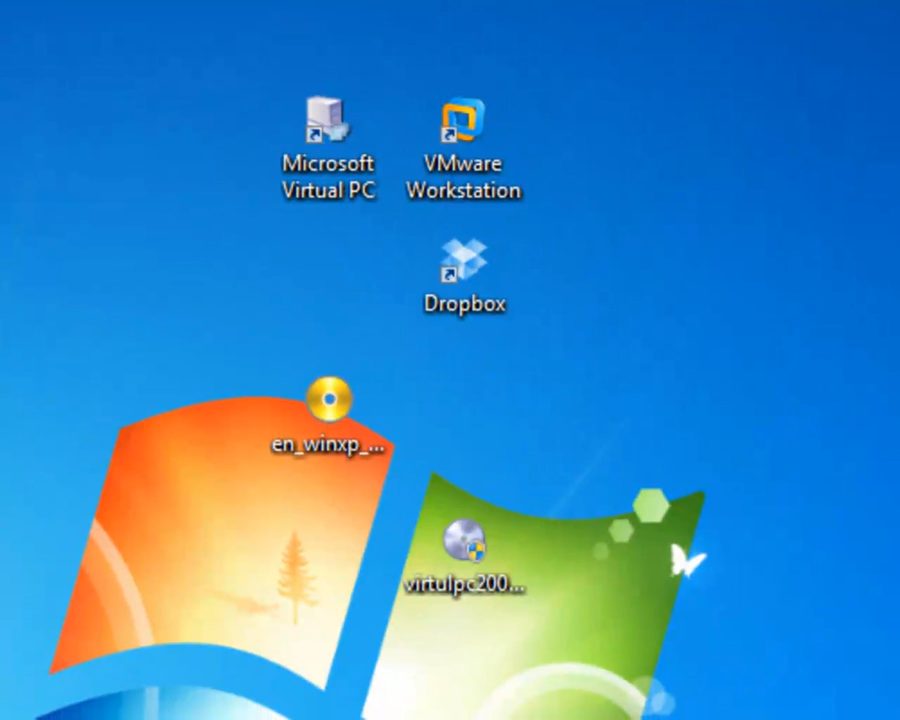 Microsoft
Virtual PC
VMware
Workstation
Dropbox
en_winxp_...
virtulpc200...